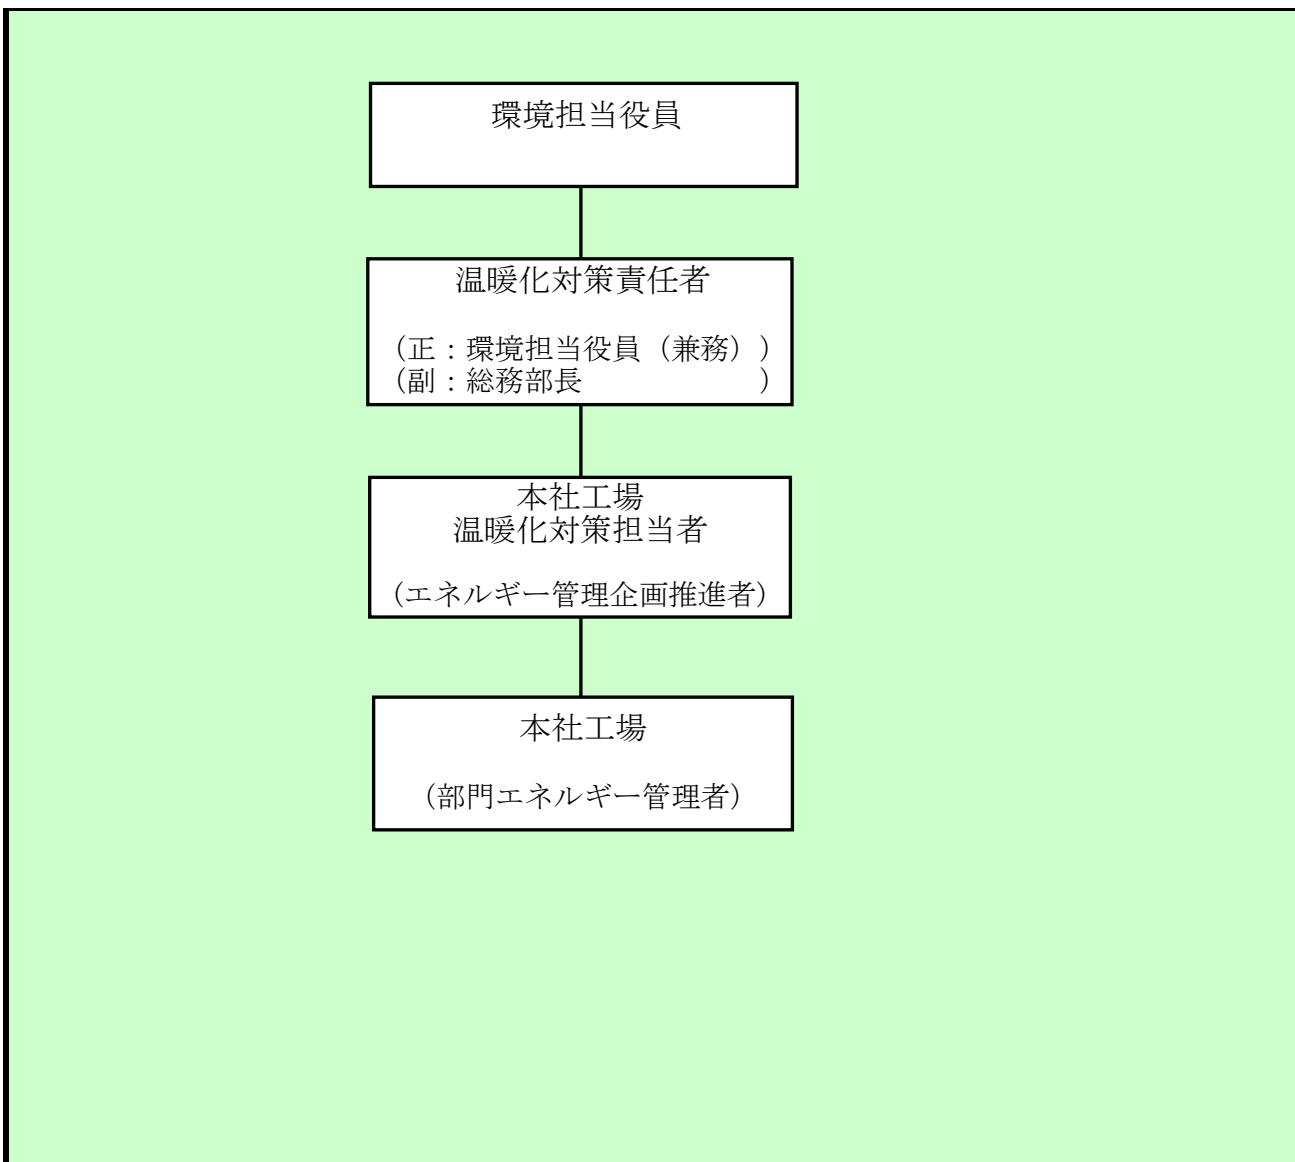 環境担当役員
温暖化対策責任者
（正：環境担当役員（兼務））
（副：総務部長　　　　　　）
本社工場
温暖化対策担当者
（エネルギー管理企画推進者）
本社工場
（部門エネルギー管理者）